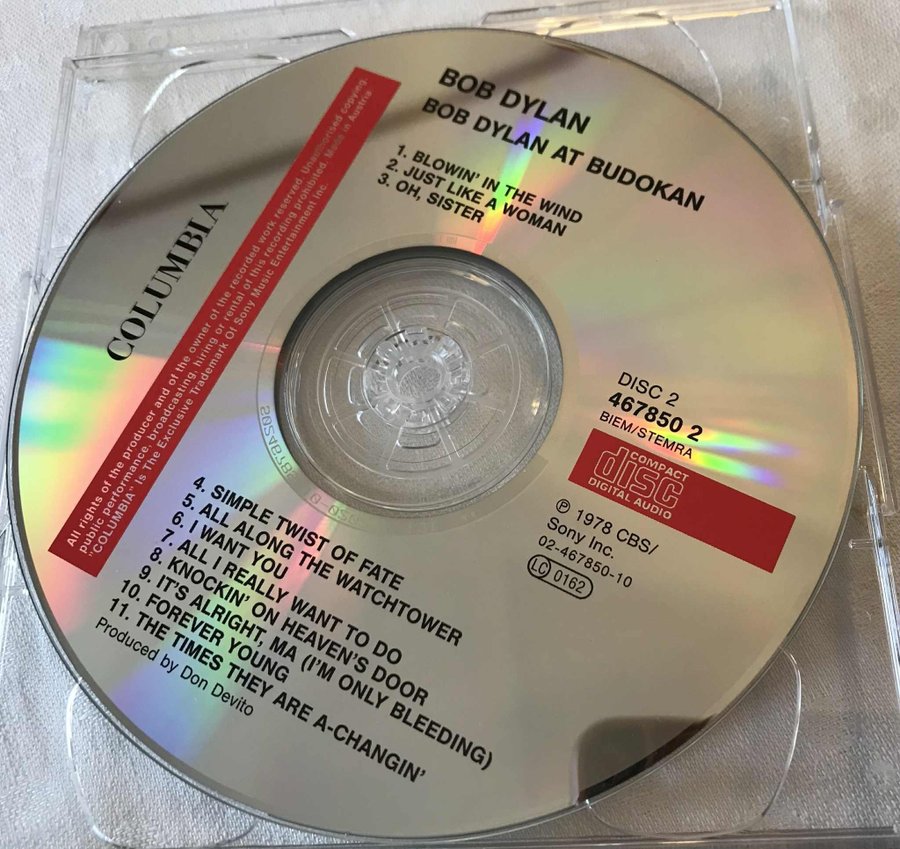 BOB DYLAN
BOB DYLAN AT BUDOKAN
1. BLOWIN' IN THE WIND
2. JUST LIKE A WOMAN
3. OH, SISTER
COLUMBIA
All rights of the producer and of the owner of the recorded work reserved. Unauthorised copying,
public performance, broadcasting, hiring or rental of this recording prohibited. Made in Austria
"COLUMBIA" Is The Exclusive Trademark Of Sony Music Entertainment Inc.
DISC 2
467850 2
BIEM/STEMRA
COMPACT
disc
DIGITAL AUDIO
℗ 1978 CBS/
Sony Inc.
02-467850-10
LC 0162
4. SIMPLE TWIST OF FATE
5. ALL ALONG THE WATCHTOWER
6. I WANT YOU
7. ALL I REALLY WANT TO DO
8. KNOCKIN' ON HEAVEN'S DOOR
9. IT'S ALRIGHT, MA (I'M ONLY BLEEDING)
10. FOREVER YOUNG
11. THE TIMES THEY ARE A-CHANGIN'
Produced by Don Devito